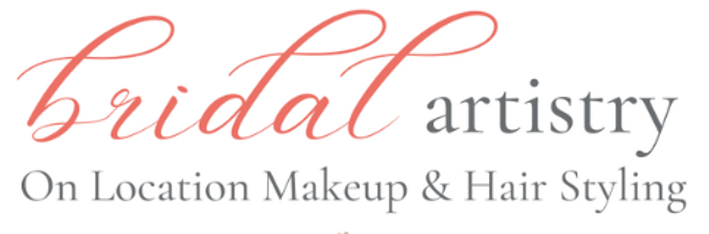 bridal artistry
On Location Makeup & Hair Styling